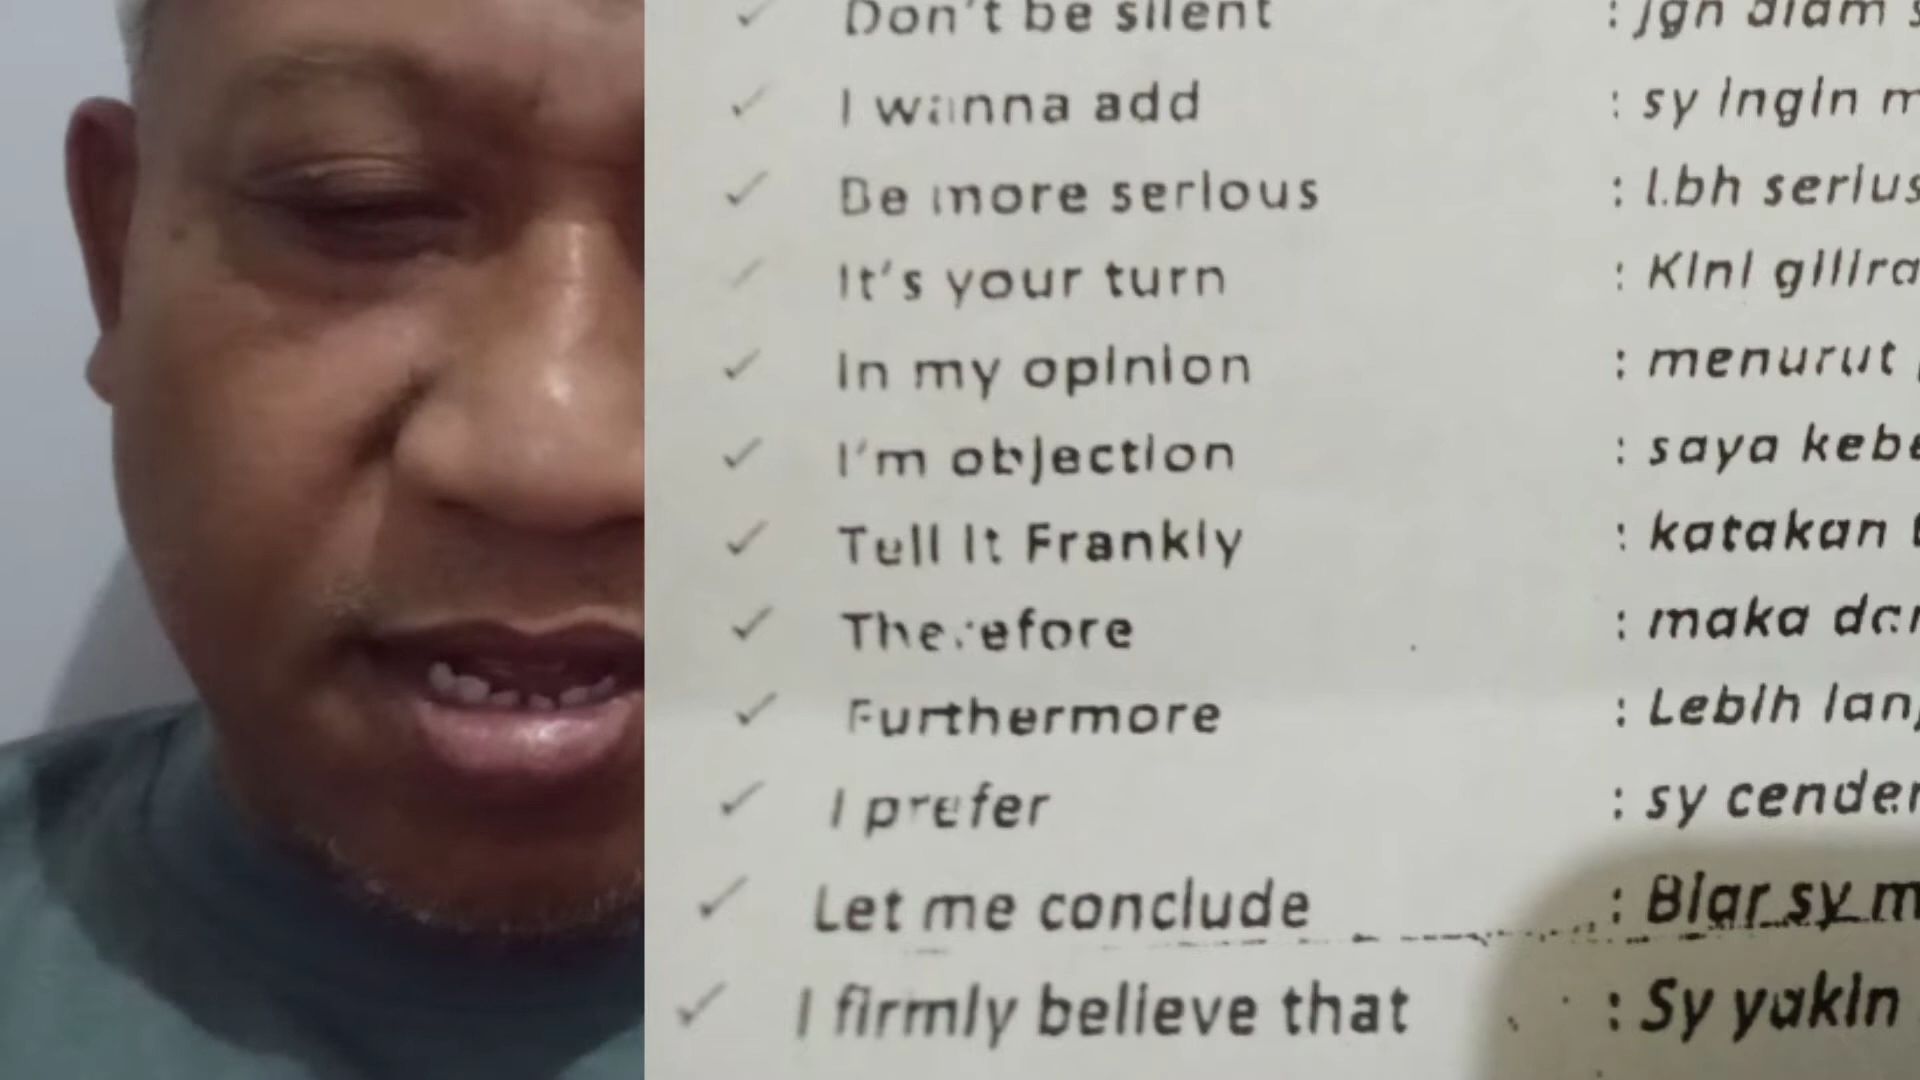 Don't be silent : jgn diam
I wanna add : sy ingin
Be more serious : Lbh serius
It's your turn : Kini
In my opinion : menurut
I'm objection : saya
Tell It Frankly : katakan
Therefore : maka
Furthermore : Lebih
I prefer : sy
Let me conclude : Biar sy
I firmly believe that : Sy yakin